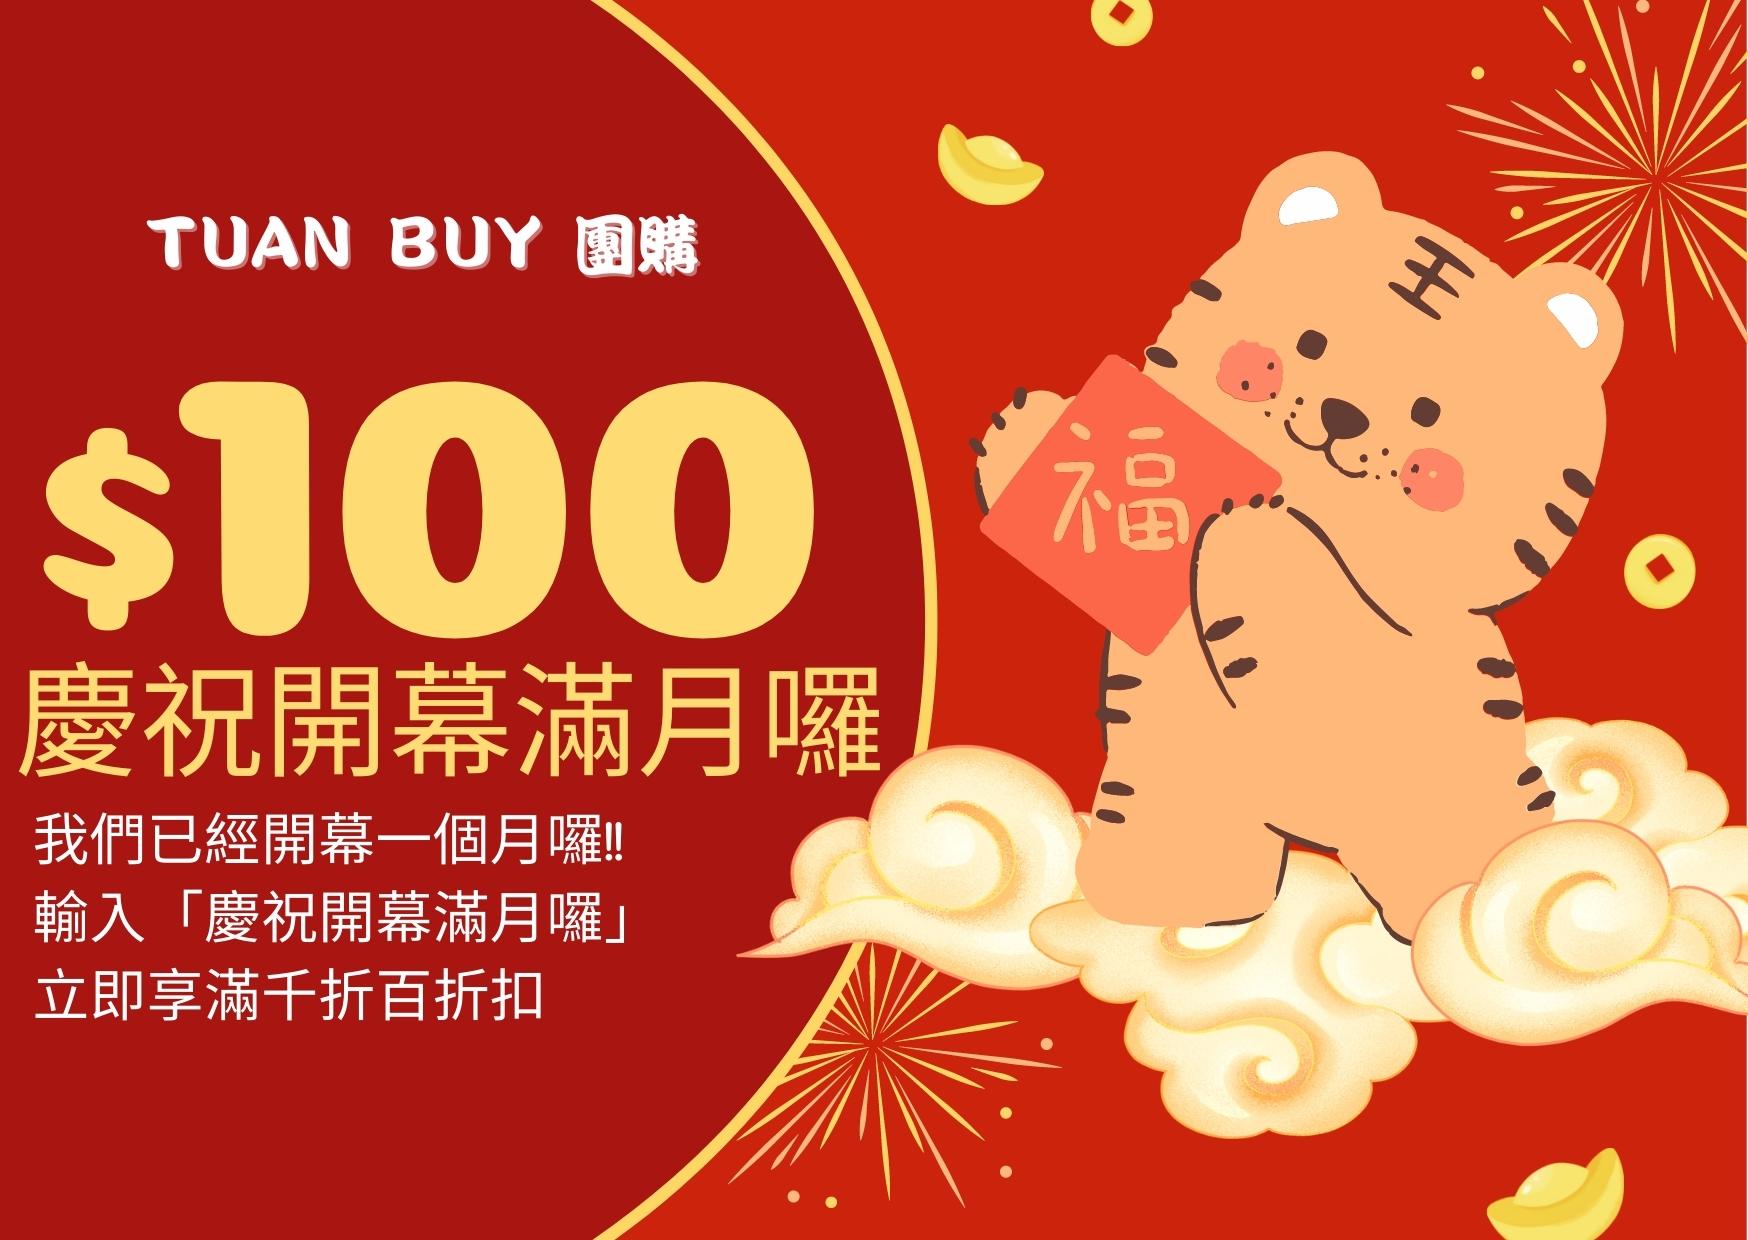 TUAN BUY 團購
$100
慶祝開幕滿月囉
我們已經開幕一個月囉!!
輸入「慶祝開幕滿月囉」
立即享滿千折百折扣
王
福